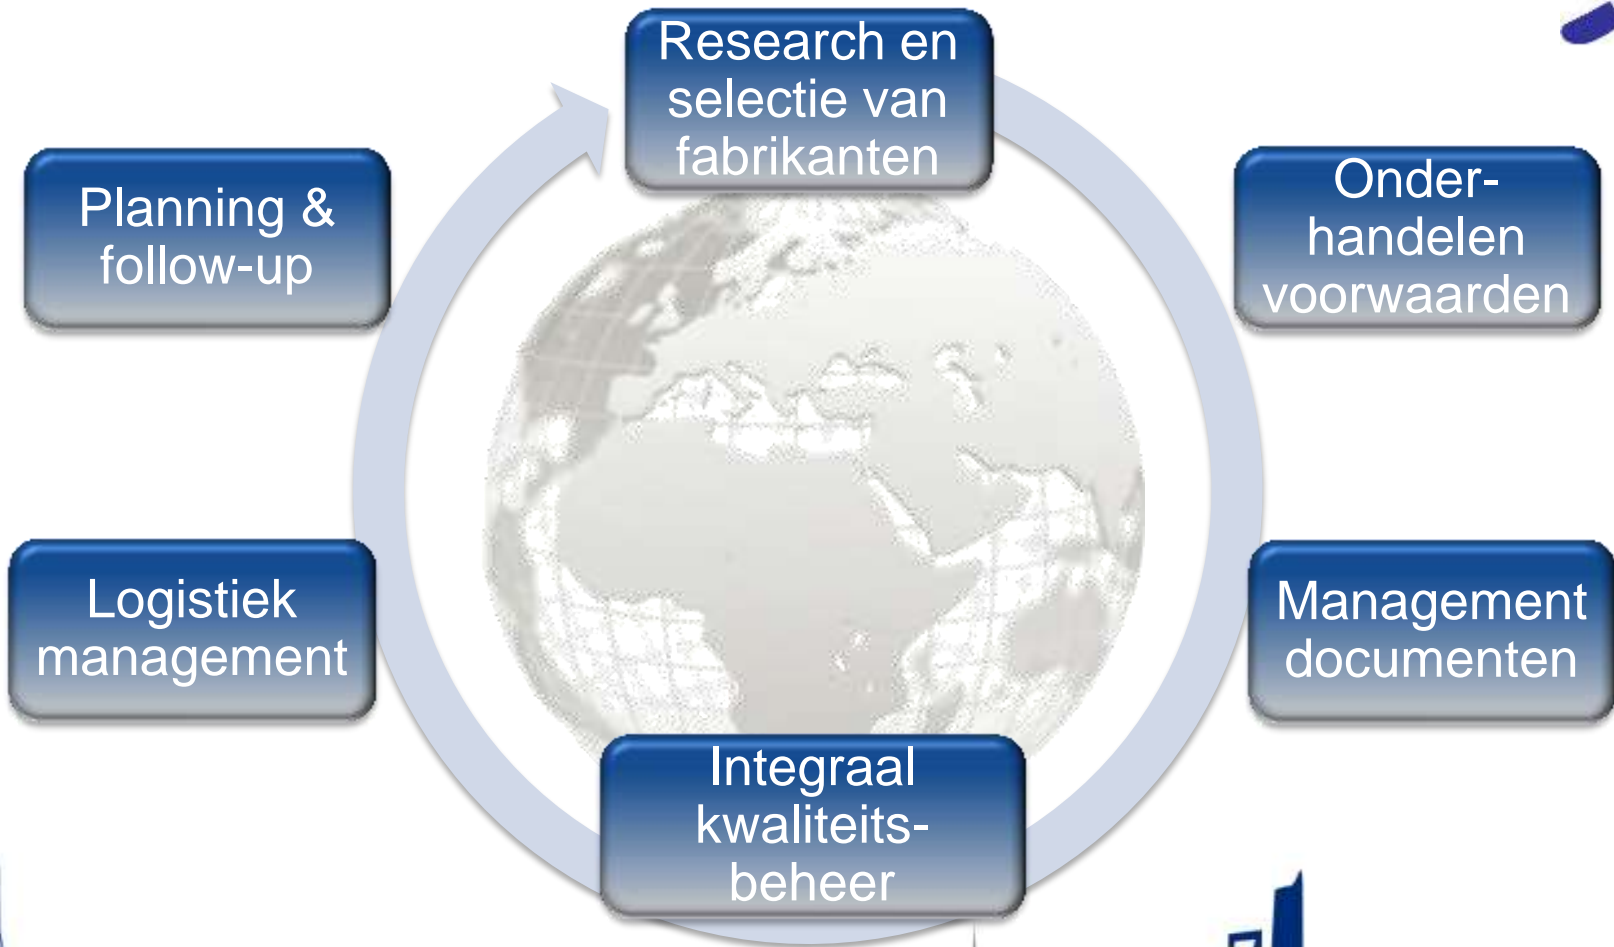 Research en
selectie van
fabrikanten
Onder-
handelen
voorwaarden
Management
documenten
Integraal
kwaliteits-
beheer
Logistiek
management
Planning &
follow-up